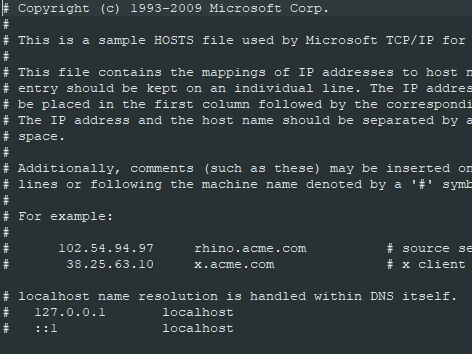 # Copyright (c) 1993-2009 Microsoft Corp.
#
# This is a sample HOSTS file used by Microsoft TCP/IP for
#
# This file contains the mappings of IP addresses to host
# entry should be kept on an individual line. The IP
# be placed in the first column followed by the
# The IP address and the host name should be separated by a
# space.
#
# Additionally, comments (such as these) may be inserted on
# lines or following the machine name denoted by a '#'
#
# For example:
#
#      102.54.94.97     rhino.acme.com          # source
#       38.25.63.10     x.acme.com              # x client

# localhost name resolution is handled within DNS itself.
#   127.0.0.1       localhost
#   ::1             localhost